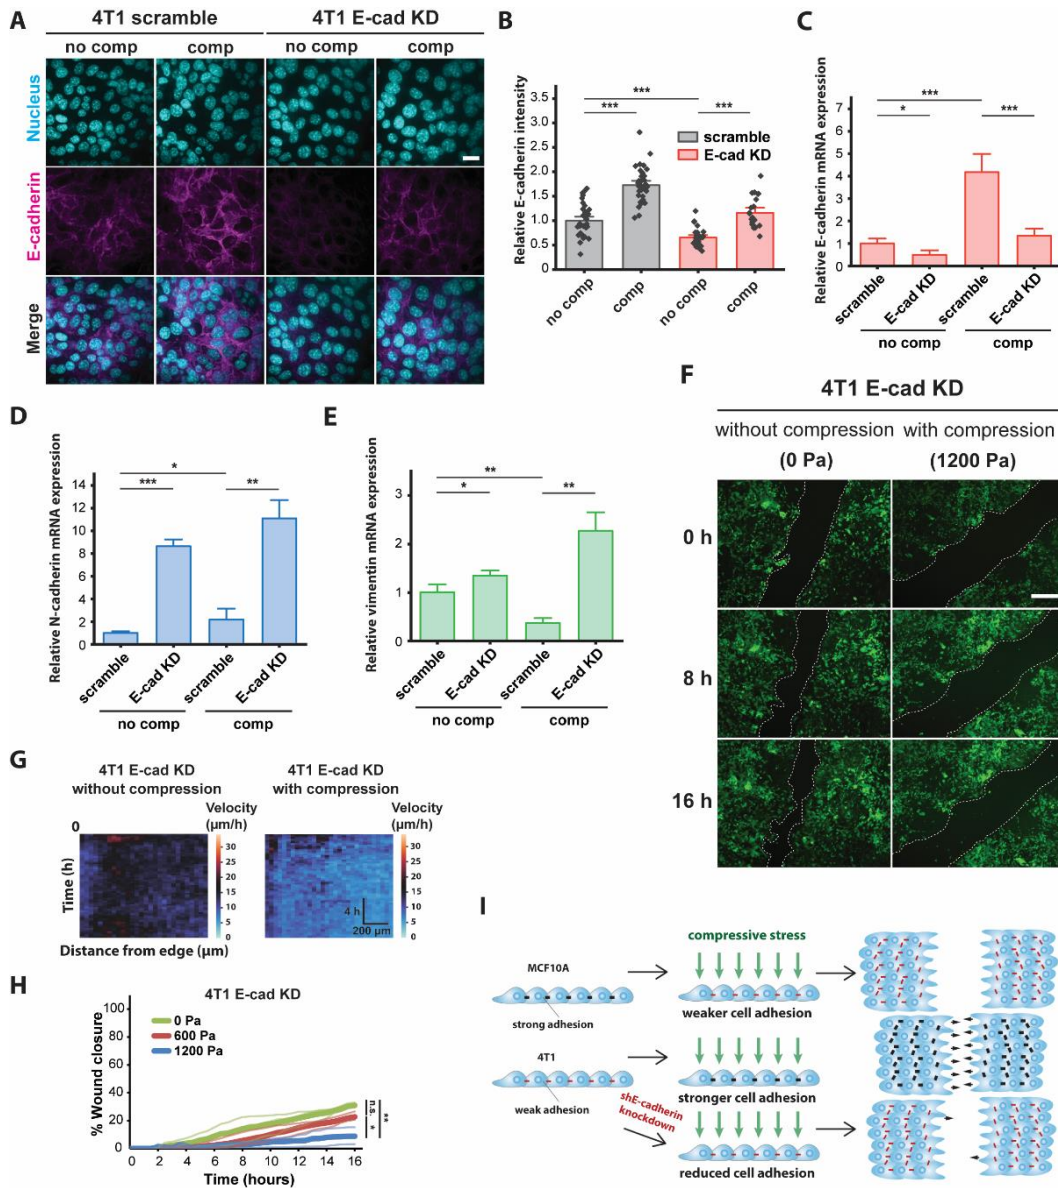 A
4T1 scramble
4T1 E-cad KD
no comp
comp
no comp
comp
Nucleus
E-cadherin
Merge
B
Relative E-cadherin intensity
3.5
3.0
2.5
2.0
1.5
1.0
0.5
0
***
***
***
scramble
E-cad KD
no comp
comp
no comp
comp
C
Relative E-cadherin mRNA expression
7
6
5
4
3
2
1
0
***
*
***
scramble
E-cad KD
scramble
E-cad KD
no comp
comp
D
Relative N-cadherin mRNA expression
14
12
10
8
6
4
2
0
*
***
**
scramble
E-cad KD
scramble
E-cad KD
no comp
comp
E
Relative vimentin mRNA expression
3
2
1
0
**
*
**
scramble
E-cad KD
scramble
E-cad KD
no comp
comp
F
4T1 E-cad KD
without compression
with compression
(0 Pa)
(1200 Pa)
0 h
8 h
16 h
G
4T1 E-cad KD
without compression
Velocity
(μm/h)
30
25
20
15
10
5
0
0
Time (h)
Distance from edge (μm)
4T1 E-cad KD
with compression
Velocity
(μm/h)
30
25
20
15
10
5
0
4 h
200 μm
H
4T1 E-cad KD
% Wound closure
100
80
60
40
20
0
0 Pa
600 Pa
1200 Pa
n.s.
*
**
0 2 4 6 8 10 12 14 16
Time (hours)
I
compressive stress
MCF10A
strong adhesion
weaker cell adhesion
4T1
weak adhesion
stronger cell adhesion
shE-cadherin
knockdown
reduced cell adhesion